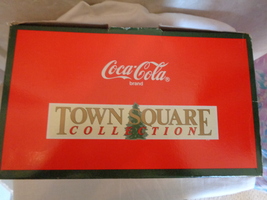 Coca-Cola®
brand
TOWN SQUARE
COLLECTION